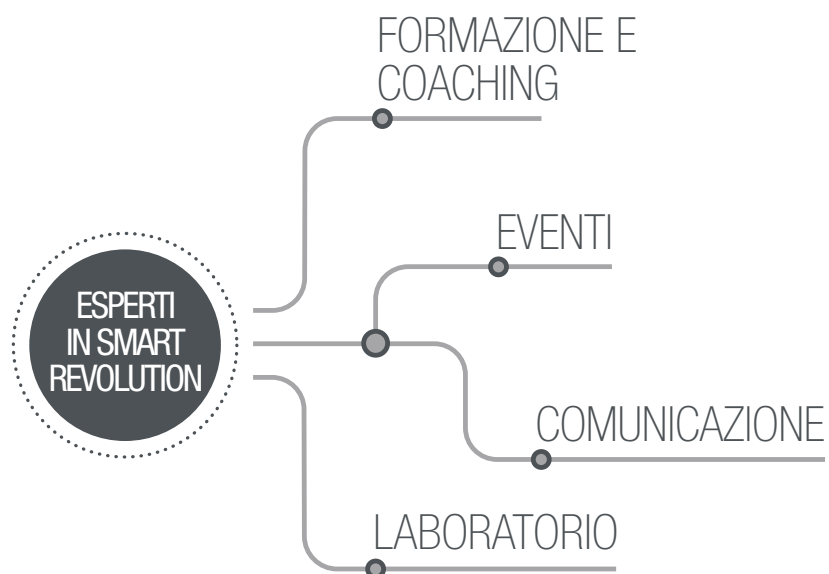 FORMAZIONE E
COACHING
EVENTI
ESPERTI
IN SMART
REVOLUTION
COMUNICAZIONE
LABORATORIO